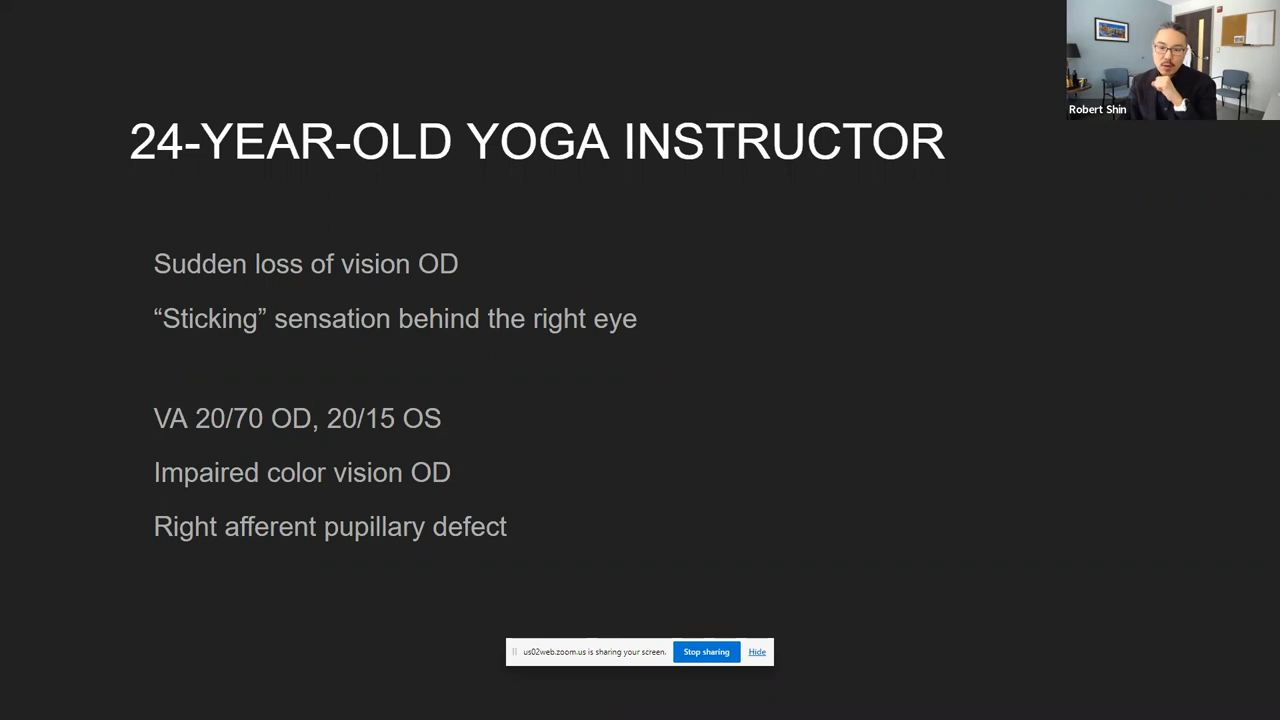 Robert Shin
24-YEAR-OLD YOGA INSTRUCTOR
Sudden loss of vision OD
“Sticking” sensation behind the right eye
VA 20/70 OD, 20/15 OS
Impaired color vision OD
Right afferent pupillary defect
us02web.zoom.us is sharing your screen. Stop sharing Hide